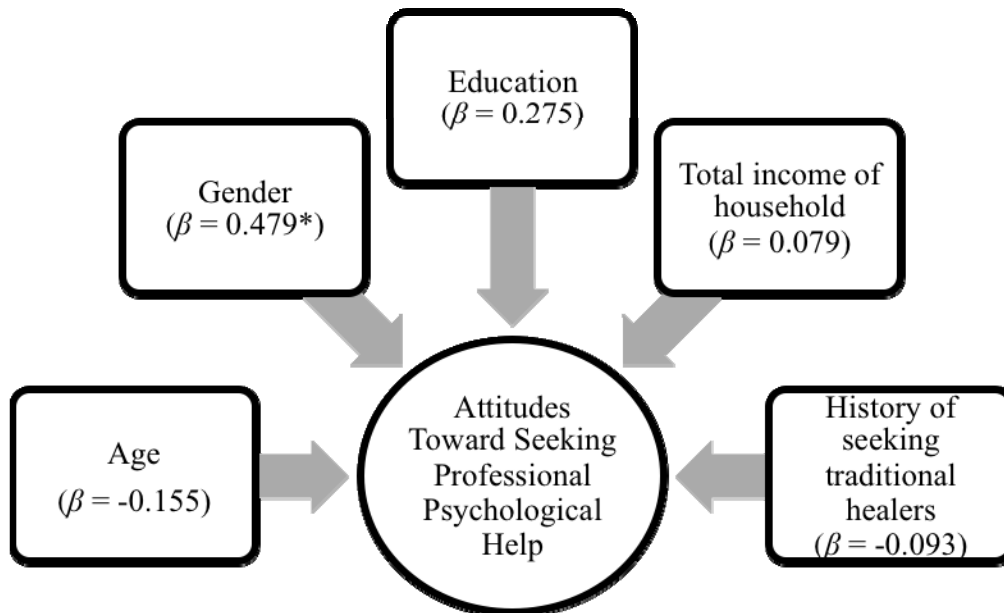 Education
(β = 0.275)
Gender
(β = 0.479*)
Total income of
household
(β = 0.079)
Age
(β = -0.155)
Attitudes
Toward Seeking
Professional
Psychological
Help
History of
seeking
traditional
healers
(β = -0.093)